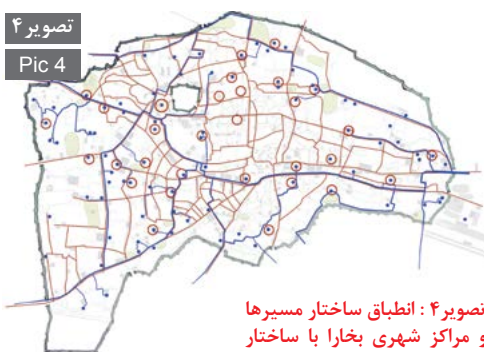 تصویر۴
Pic 4
تصویر۴ : انطباق ساختار مسیرها
و مراکز شهری بخارا با ساختار